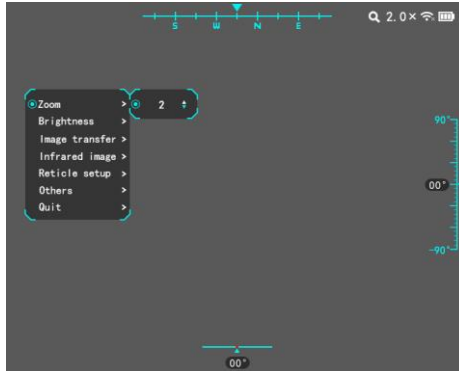 2.0×
S W N E
Zoom > 2
Brightness >
Image transfer >
Infrared image >
Reticle setup >
Others >
Quit >
90°
00°
-90°
00°